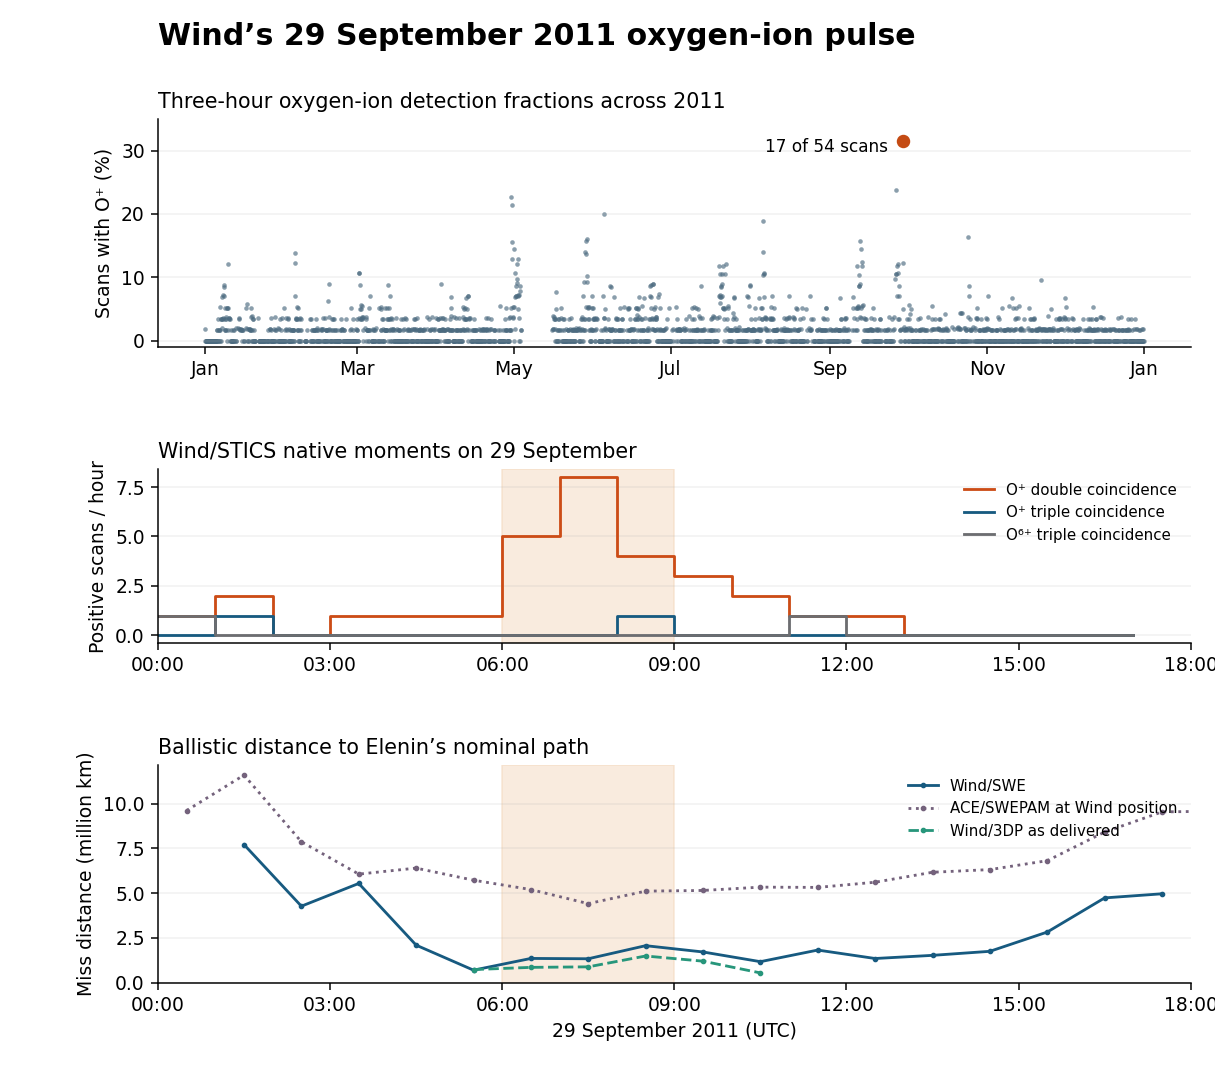 Wind’s 29 September 2011 oxygen-ion pulse
Three-hour oxygen-ion detection fractions across 2011
Scans with O⁺ (%)
30
20
10
0
17 of 54 scans
Jan
Mar
May
Jul
Sep
Nov
Jan
Wind/STICS native moments on 29 September
Positive scans / hour
7.5
5.0
2.5
0.0
O⁺ double coincidence
O⁺ triple coincidence
O⁶⁺ triple coincidence
00:00
03:00
06:00
09:00
12:00
15:00
18:00
Ballistic distance to Elenin’s nominal path
Miss distance (million km)
10.0
7.5
5.0
2.5
0.0
Wind/SWE
ACE/SWEPAM at Wind position
Wind/3DP as delivered
00:00
03:00
06:00
09:00
12:00
15:00
18:00
29 September 2011 (UTC)